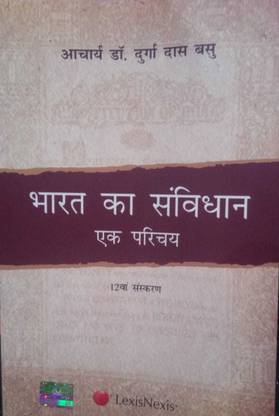 आचार्य डॉ. दुर्गा दास बसु
भारत का संविधान
एक परिचय
12वां संस्करण
LexisNexis®